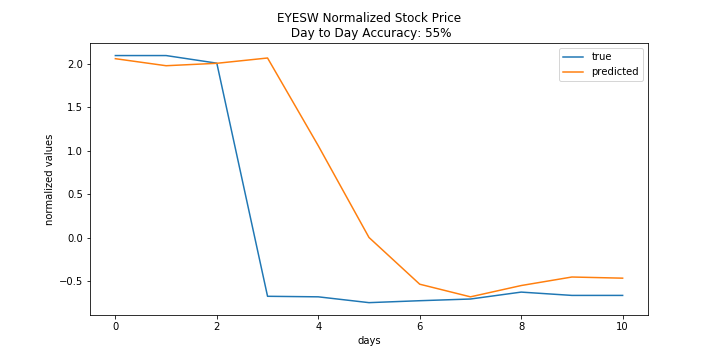 EYESW Normalized Stock Price
Day to Day Accuracy: 55%
true
predicted
normalized values
2.0
1.5
1.0
0.5
0.0
−0.5
0 2 4 6 8 10
days